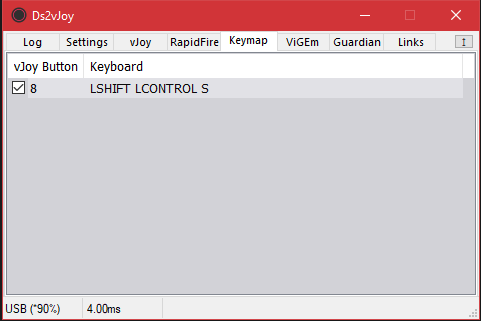 Ds2vJoy
Log Settings vJoy RapidFire Keymap ViGEm Guardian Links
vJoy Button Keyboard
8 LSHIFT LCONTROL S
USB (*90%) 4.00ms